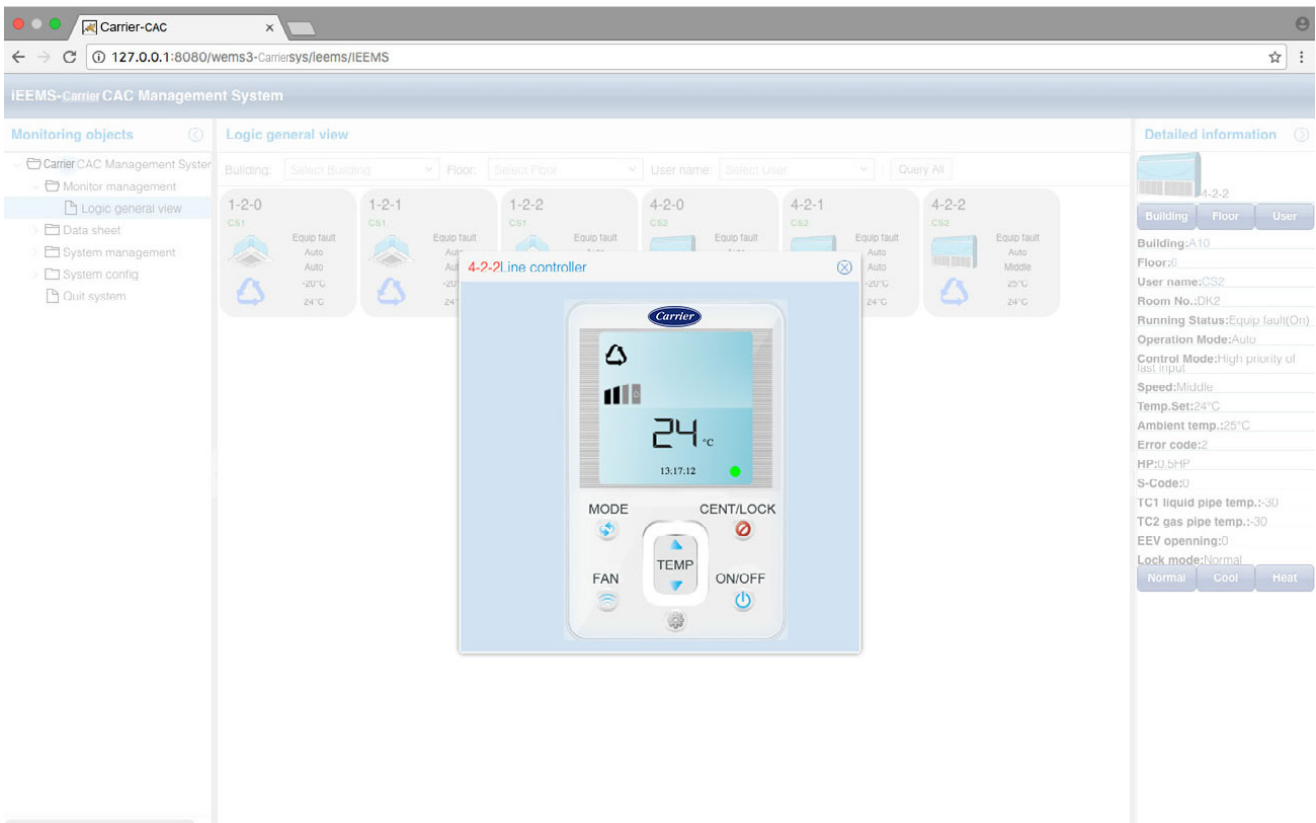 Carrier-CAC
127.0.0.1:8080/wems3-Carriersys/ieems/IEEMS
iEEMS-Carrier CAC Management System
Monitoring objects
Carrier CAC Management Syster
Monitor management
Logic general view
Data sheet
System management
System config
Quit system
Logic general view
Building: Select Building Floor: Select Floor User name: Select User Query All
1-2-0
CS1
Equip fault
Auto
Auto
-20°C
24°C
1-2-1
CS1
Equip fault
Auto
-20
24°
1-2-2
CS1
Equip fault
4-2-0
CS2
Equip fault
4-2-1
CS2
Equip fault
Auto
Auto
-20°C
24°C
4-2-2
CS2
Equip fault
Auto
Middle
25°C
24°C
4-2-2Line controller
Carrier
24 °C
13:17:12
MODE CENT/LOCK
TEMP
FAN ON/OFF
Detailed information
4-2-2
Building Floor User
Building:A10
Floor:6
User name:CS2
Room No.:DK2
Running Status:Equip fault(On)
Operation Mode:Auto
Control Mode:High priority of
last input
Speed:Middle
Temp.Set:24°C
Ambient temp.:25°C
Error code:2
HP:0.5HP
S-Code:0
TC1 liquid pipe temp.:-30
TC2 gas pipe temp.:-30
EEV openning:0
Lock mode:Normal
Normal Cool Heat